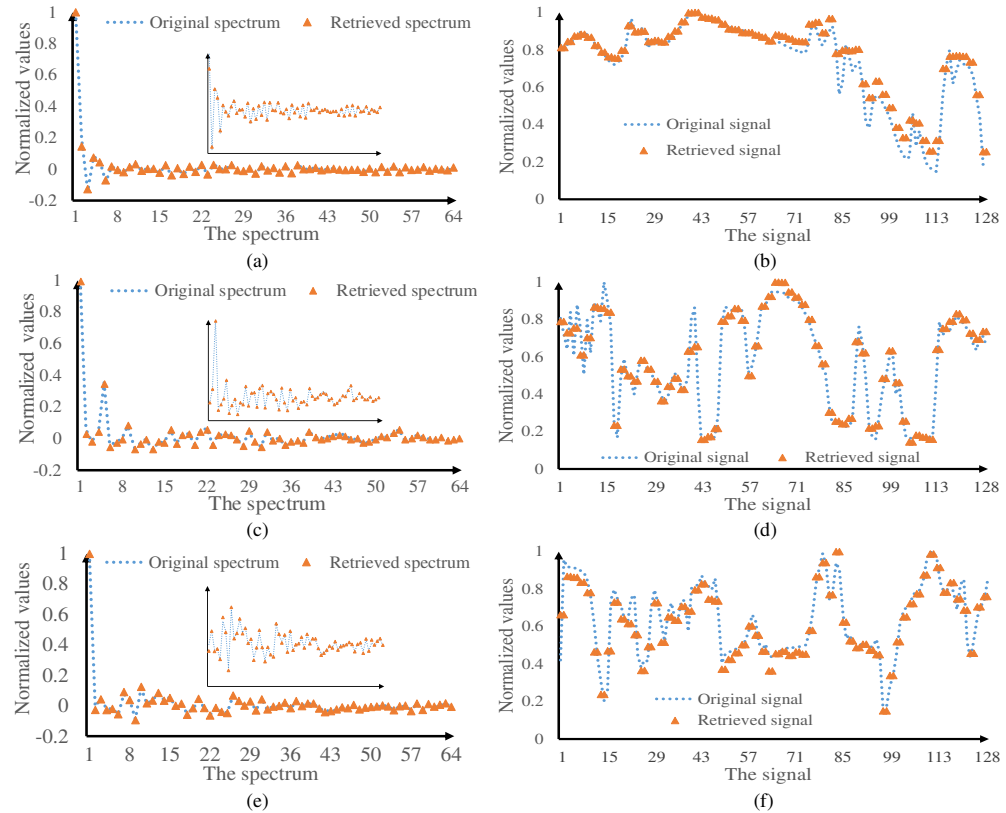 Normalized values
1
0.8
0.6
0.4
0.2
0
-0.2
Original spectrum
Retrieved spectrum
1 8 15 22 29 36 43 50 57 64
The spectrum
(a)
Normalized values
1
0.8
0.6
0.4
0.2
0
Original signal
Retrieved signal
1 15 29 43 57 71 85 99 113 128
The signal
(b)
Normalized values
1
0.8
0.6
0.4
0.2
0
-0.2
Original spectrum
Retrieved spectrum
1 8 15 22 29 36 43 50 57 64
The spectrum
(c)
Normalized values
1
0.8
0.6
0.4
0.2
0
Original signal
Retrieved signal
1 15 29 43 57 71 85 99 113 128
The signal
(d)
Normalized values
1
0.8
0.6
0.4
0.2
0
-0.2
Original spectrum
Retrieved spectrum
1 8 15 22 29 36 43 50 57 64
The spectrum
(e)
Normalized values
1
0.8
0.6
0.4
0.2
0
Original signal
Retrieved signal
1 15 29 43 57 71 85 99 113 128
The signal
(f)